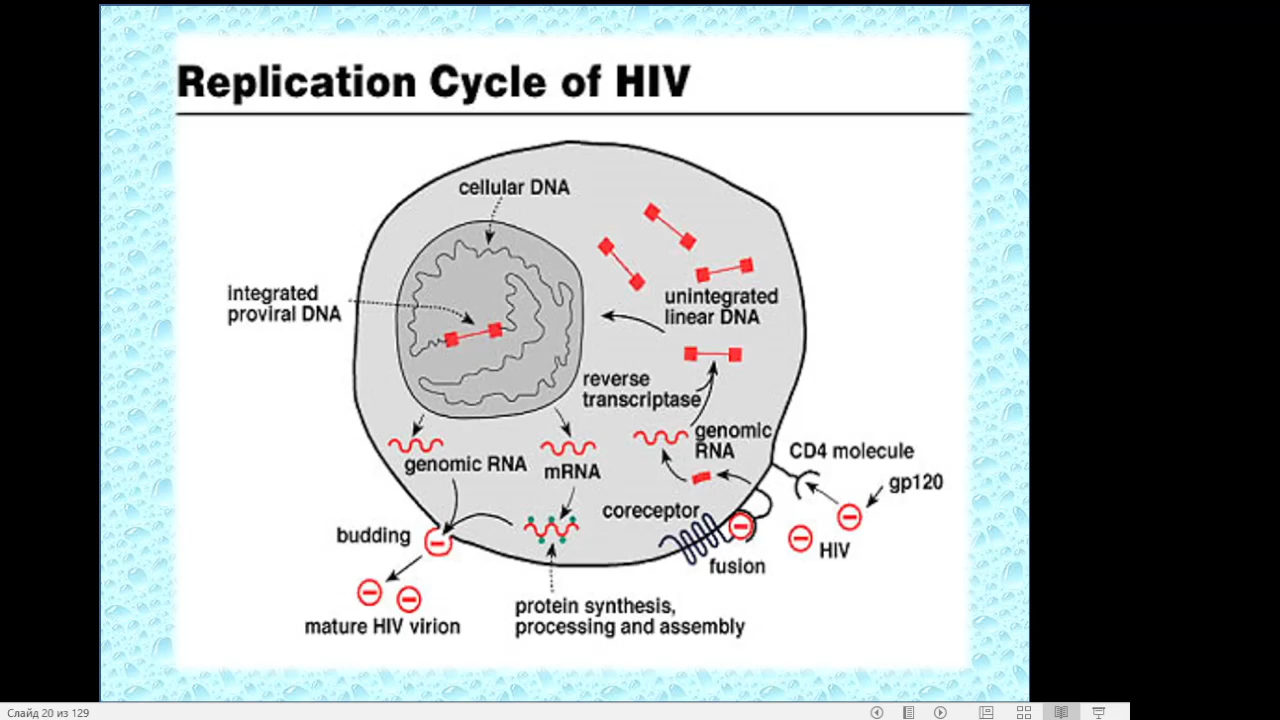 Replication Cycle of HIV
cellular DNA
integrated
proviral DNA
unintegrated
linear DNA
reverse
transcriptase
genomic
RNA
CD4 molecule
gp120
genomic RNA
mRNA
coreceptor
budding
HIV
fusion
protein synthesis,
processing and assembly
mature HIV virion
Слайд 20 из 129